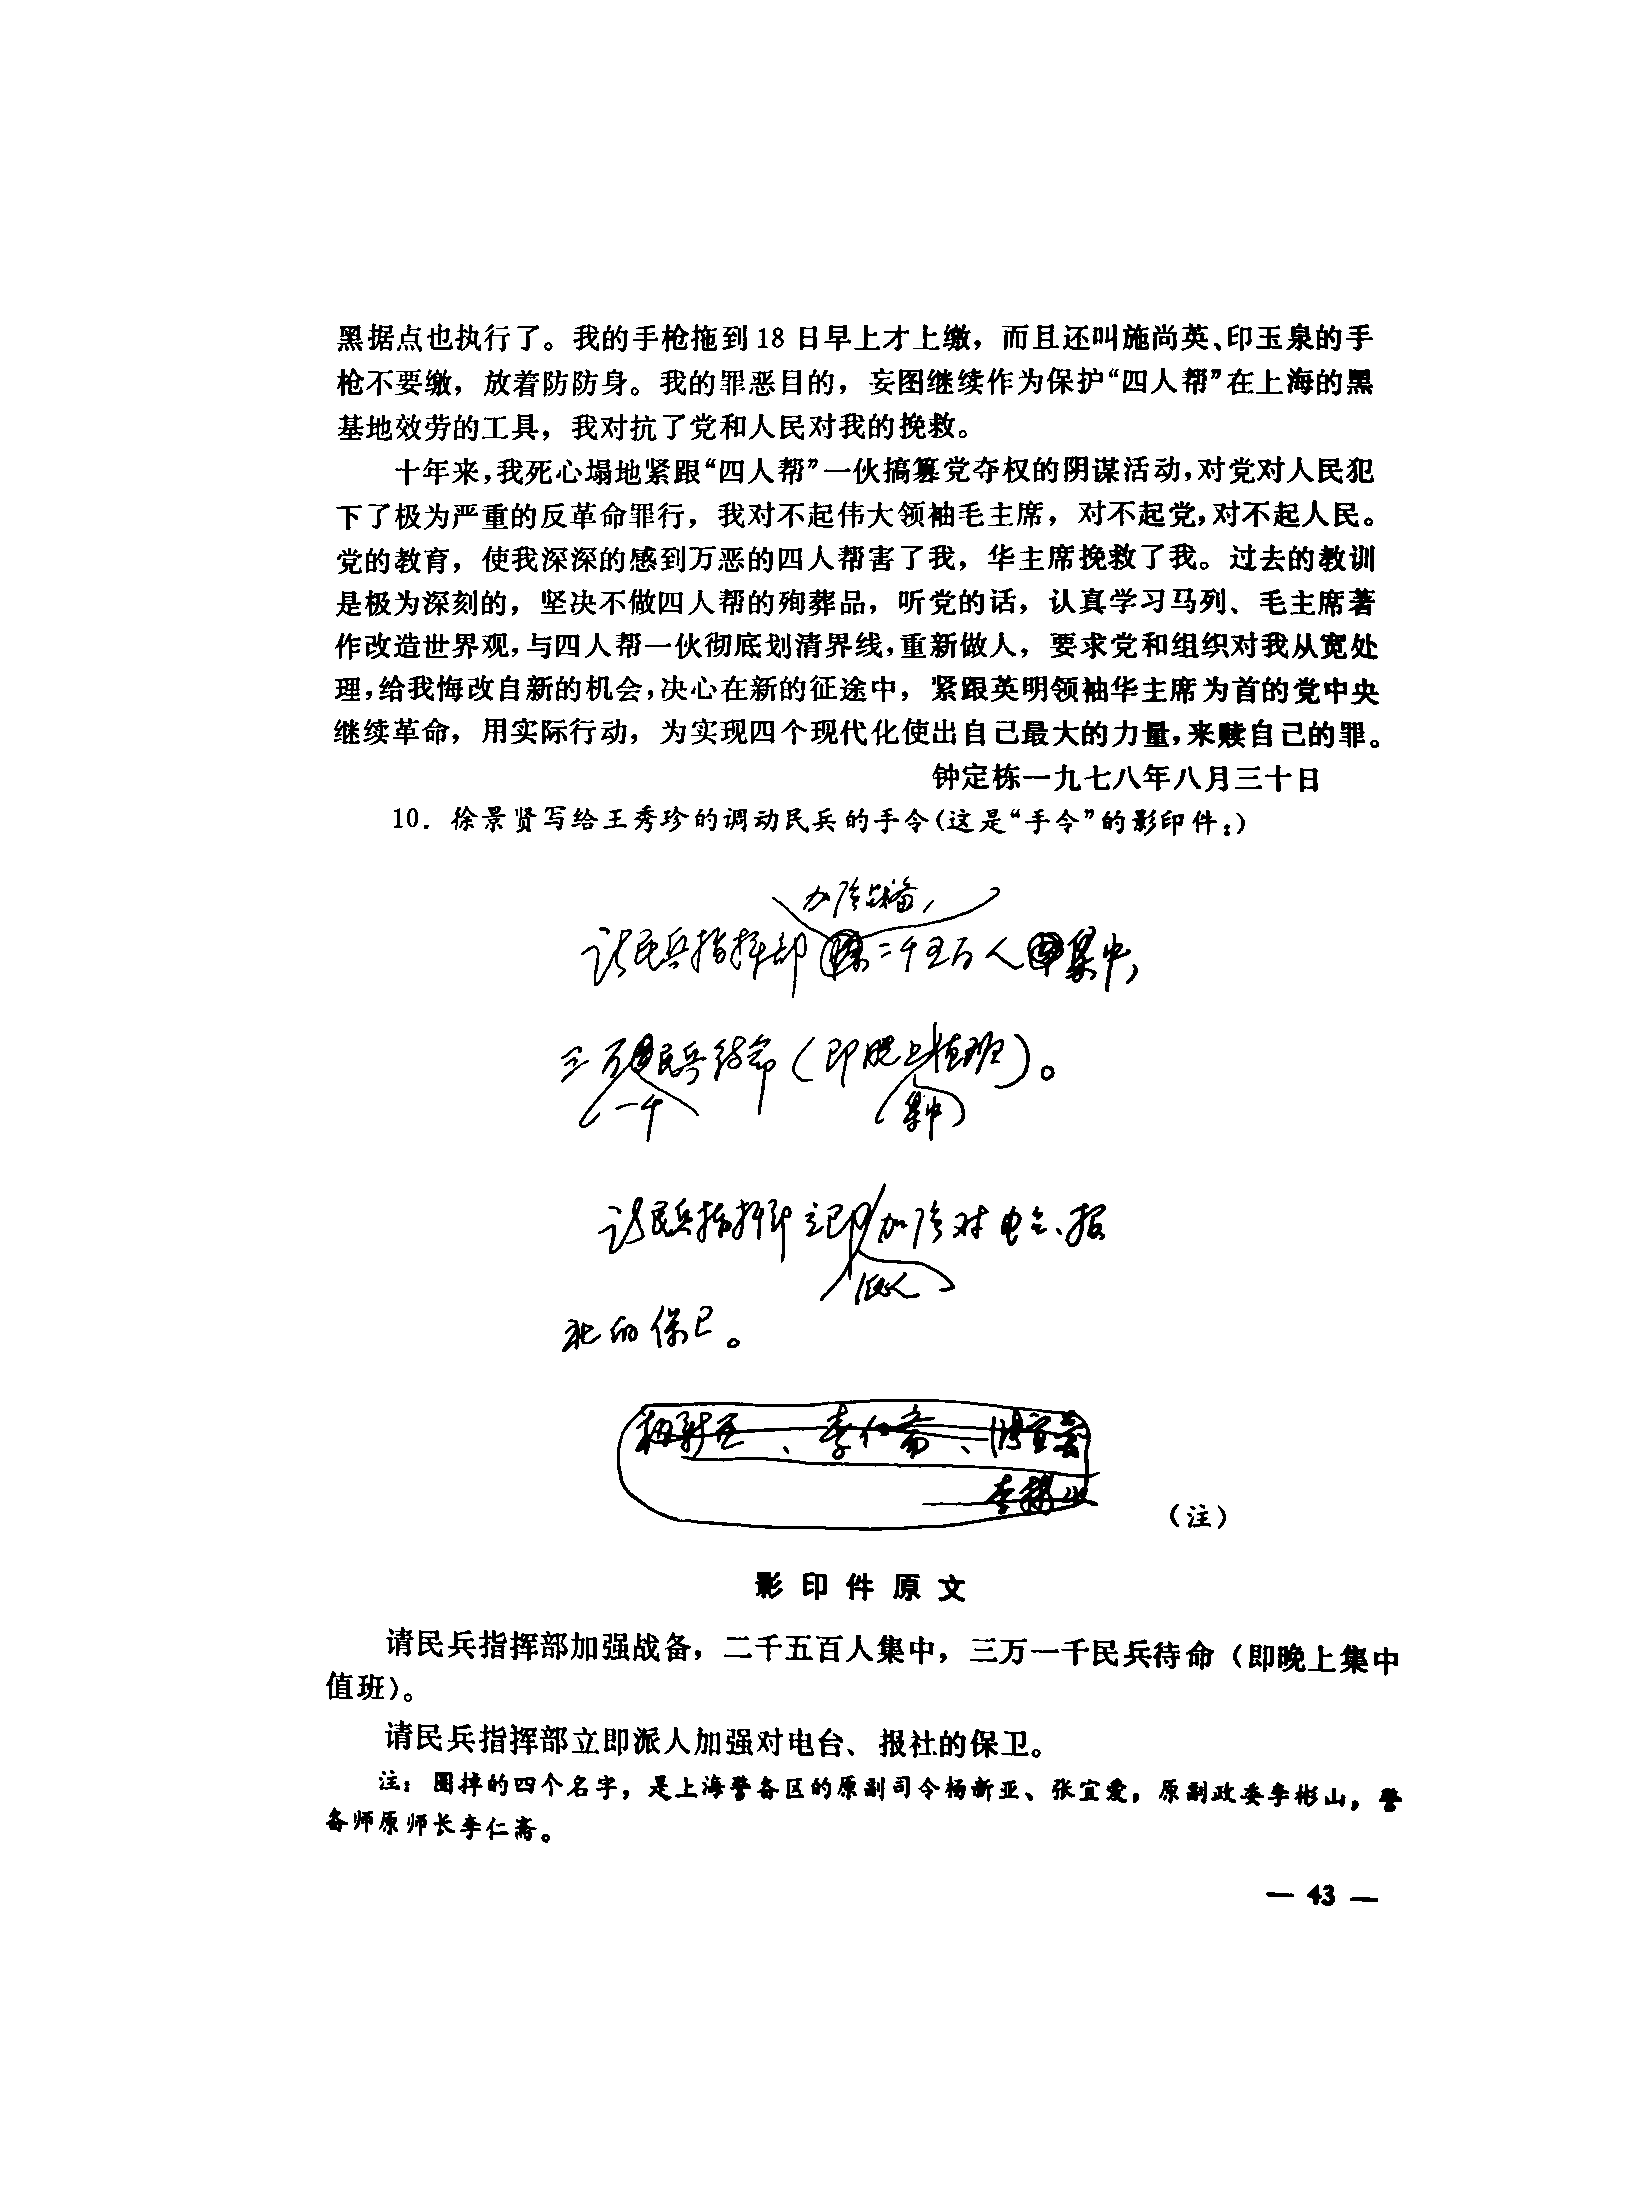 黑据点也执行了。我的手枪拖到18日早上才上缴，而且还叫施尚英、印玉泉的手
枪不要缴，放着防防身。我的罪恶目的，妄图继续作为保护“四人帮”在上海的黑
基地效劳的工具，我对抗了党和人民对我的挽救。
十年来，我死心塌地紧跟“四人帮”一伙搞篡党夺权的阴谋活动，对党对人民犯
下了极为严重的反革命罪行，我对不起伟大领袖毛主席，对不起党，对不起人民。
党的教育，使我深深的感到万恶的四人帮害了我，华主席挽救了我。过去的教训
是极为深刻的，坚决不做四人帮的殉葬品，听党的话，认真学习马列、毛主席著
作改造世界观，与四人帮一伙彻底划清界线，重新做人，要求党和组织对我从宽处
理，给我悔改自新的机会，决心在新的征途中，紧跟英明领袖华主席为首的党中央
继续革命，用实际行动，为实现四个现代化使出自己最大的力量，来赎自己的罪。
钟定栋一九七八年八月三十日
10．徐景贤写给王秀珍的调动民兵的手令（这是“手令”的影印件：）
加强战备，
请民兵指挥部二千五百人集中，
三万民兵待命（即晚上值班）。
一千
集中
请民兵指挥部立即加强对电台、报
派人
社的保卫。
杨新亚、李仁斋、张宜爱
李彬山
（注）
影印件原文
请民兵指挥部加强战备，二千五百人集中，三万一千民兵待命（即晚上集中
值班）。
请民兵指挥部立即派人加强对电台、报社的保卫。
注：圈掉的四个名字，是上海警备区的原副司令杨新亚、张宜爱，原副政委李彬山，警
备师原师长李仁斋。
— 43 —